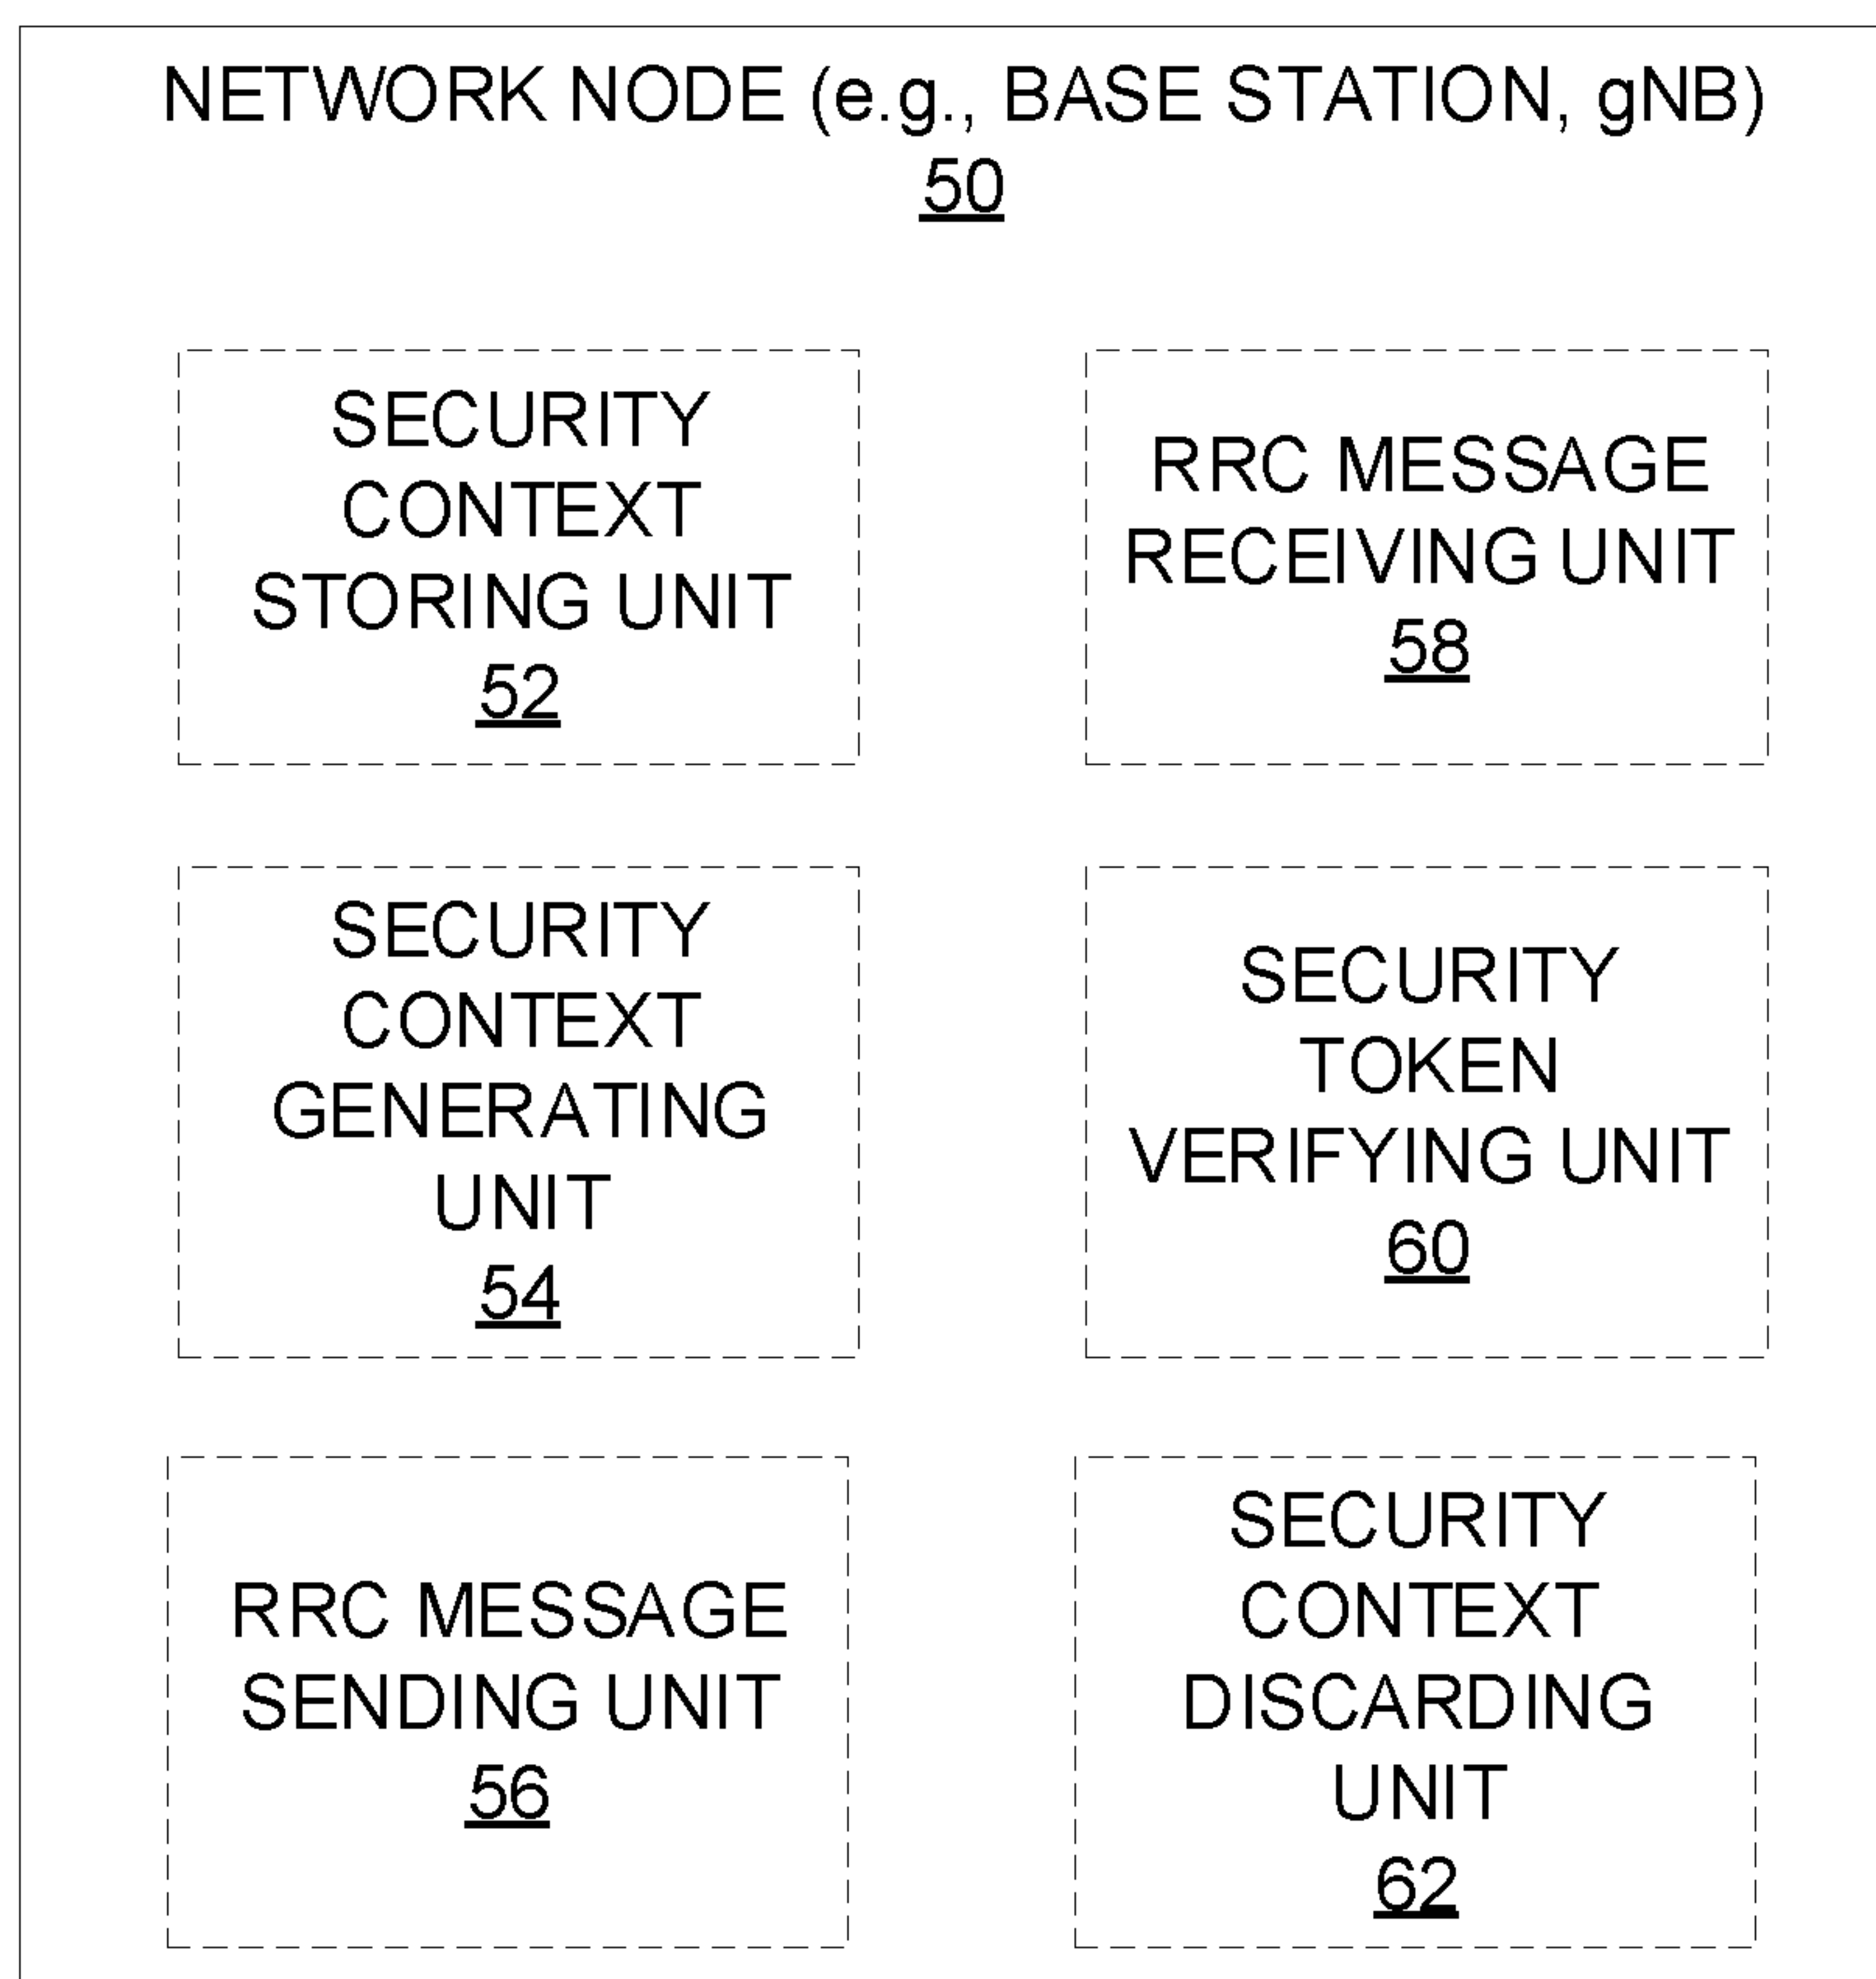 NETWORK NODE (e.g., BASE STATION, gNB)
50
SECURITY
CONTEXT
STORING UNIT
52
RRC MESSAGE
RECEIVING UNIT
58
SECURITY
CONTEXT
GENERATING
UNIT
54
SECURITY
TOKEN
VERIFYING UNIT
60
RRC MESSAGE
SENDING UNIT
56
SECURITY
CONTEXT
DISCARDING
UNIT
62